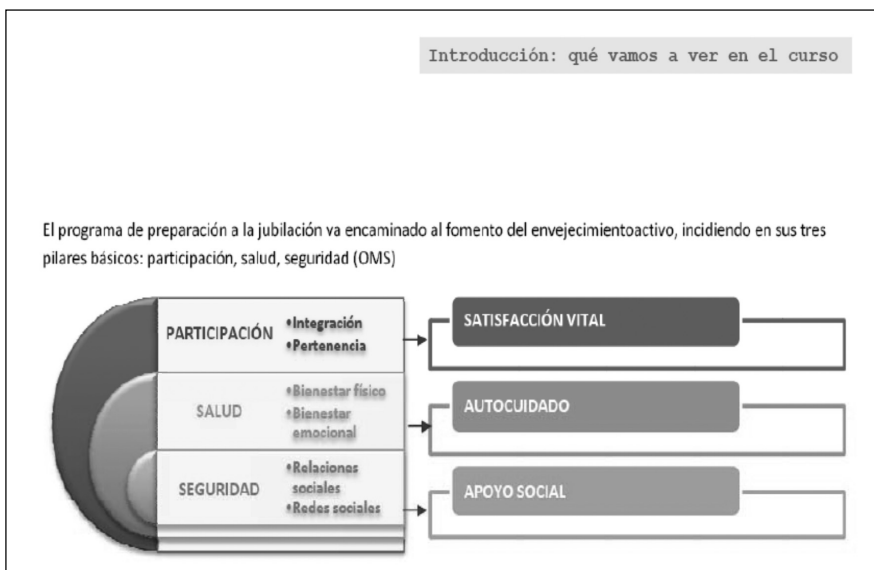 Introducción: qué vamos a ver en el curso
El programa de preparación a la jubilación va encaminado al fomento del envejecimientoactivo, incidiendo en sus tres
pilares básicos: participación, salud, seguridad (OMS)
PARTICIPACIÓN
•Integración
•Pertenencia
SATISFACCIÓN VITAL
SALUD
•Bienestar físico
•Bienestar
emocional
AUTOCUIDADO
SEGURIDAD
•Relaciones
sociales
•Redes sociales
APOYO SOCIAL